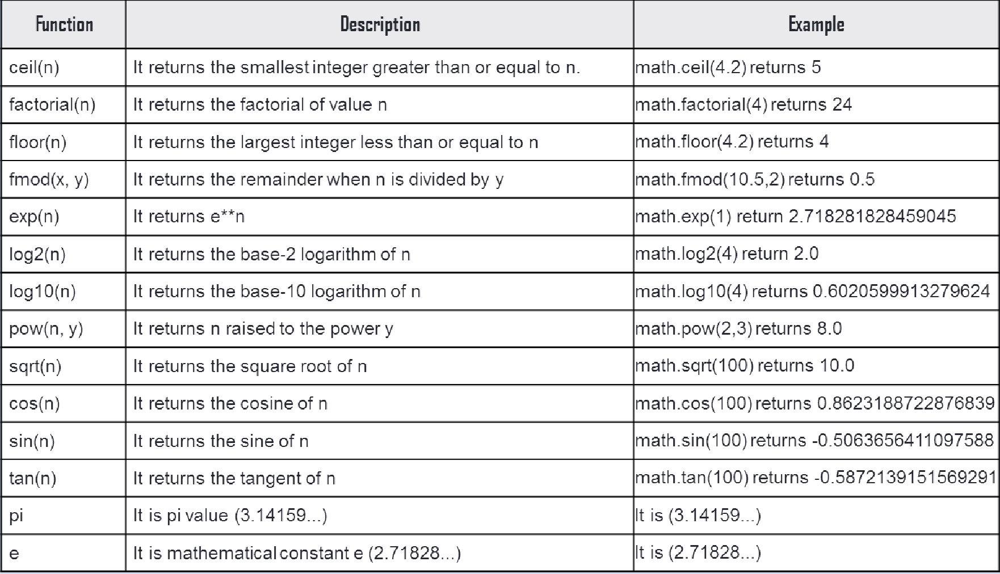 Function Description Example
ceil(n) It returns the smallest integer greater than or equal to n. math.ceil(4.2) returns 5
factorial(n) It returns the factorial of value n math.factorial(4) returns 24
floor(n) It returns the largest integer less than or equal to n math.floor(4.2) returns 4
fmod(x, y) It returns the remainder when n is divided by y math.fmod(10.5,2) returns 0.5
exp(n) It returns e**n math.exp(1) return 2.718281828459045
log2(n) It returns the base-2 logarithm of n math.log2(4) return 2.0
log10(n) It returns the base-10 logarithm of n math.log10(4) returns 0.6020599913279624
pow(n, y) It returns n raised to the power y math.pow(2,3) returns 8.0
sqrt(n) It returns the square root of n math.sqrt(100) returns 10.0
cos(n) It returns the cosine of n math.cos(100) returns 0.8623188722876839
sin(n) It returns the sine of n math.sin(100) returns -0.5063656411097588
tan(n) It returns the tangent of n math.tan(100) returns -0.5872139151569291
pi It is pi value (3.14159...) It is (3.14159...)
e It is mathematical constant e (2.71828...) It is (2.71828...)